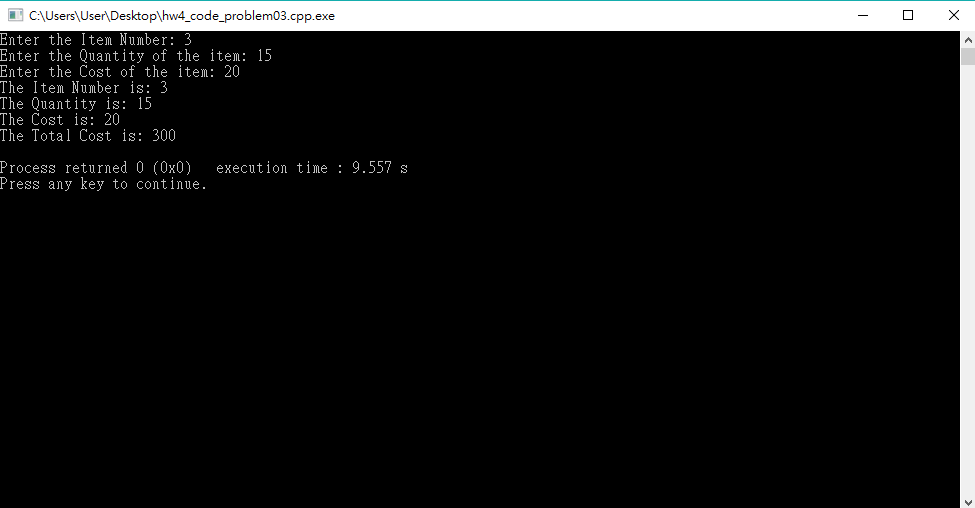 C:\Users\User\Desktop\hw4_code_problem03.cpp.exe
Enter the Item Number: 3
Enter the Quantity of the item: 15
Enter the Cost of the item: 20
The Item Number is: 3
The Quantity is: 15
The Cost is: 20
The Total Cost is: 300
Process returned 0 (0x0)   execution time : 9.557 s
Press any key to continue.